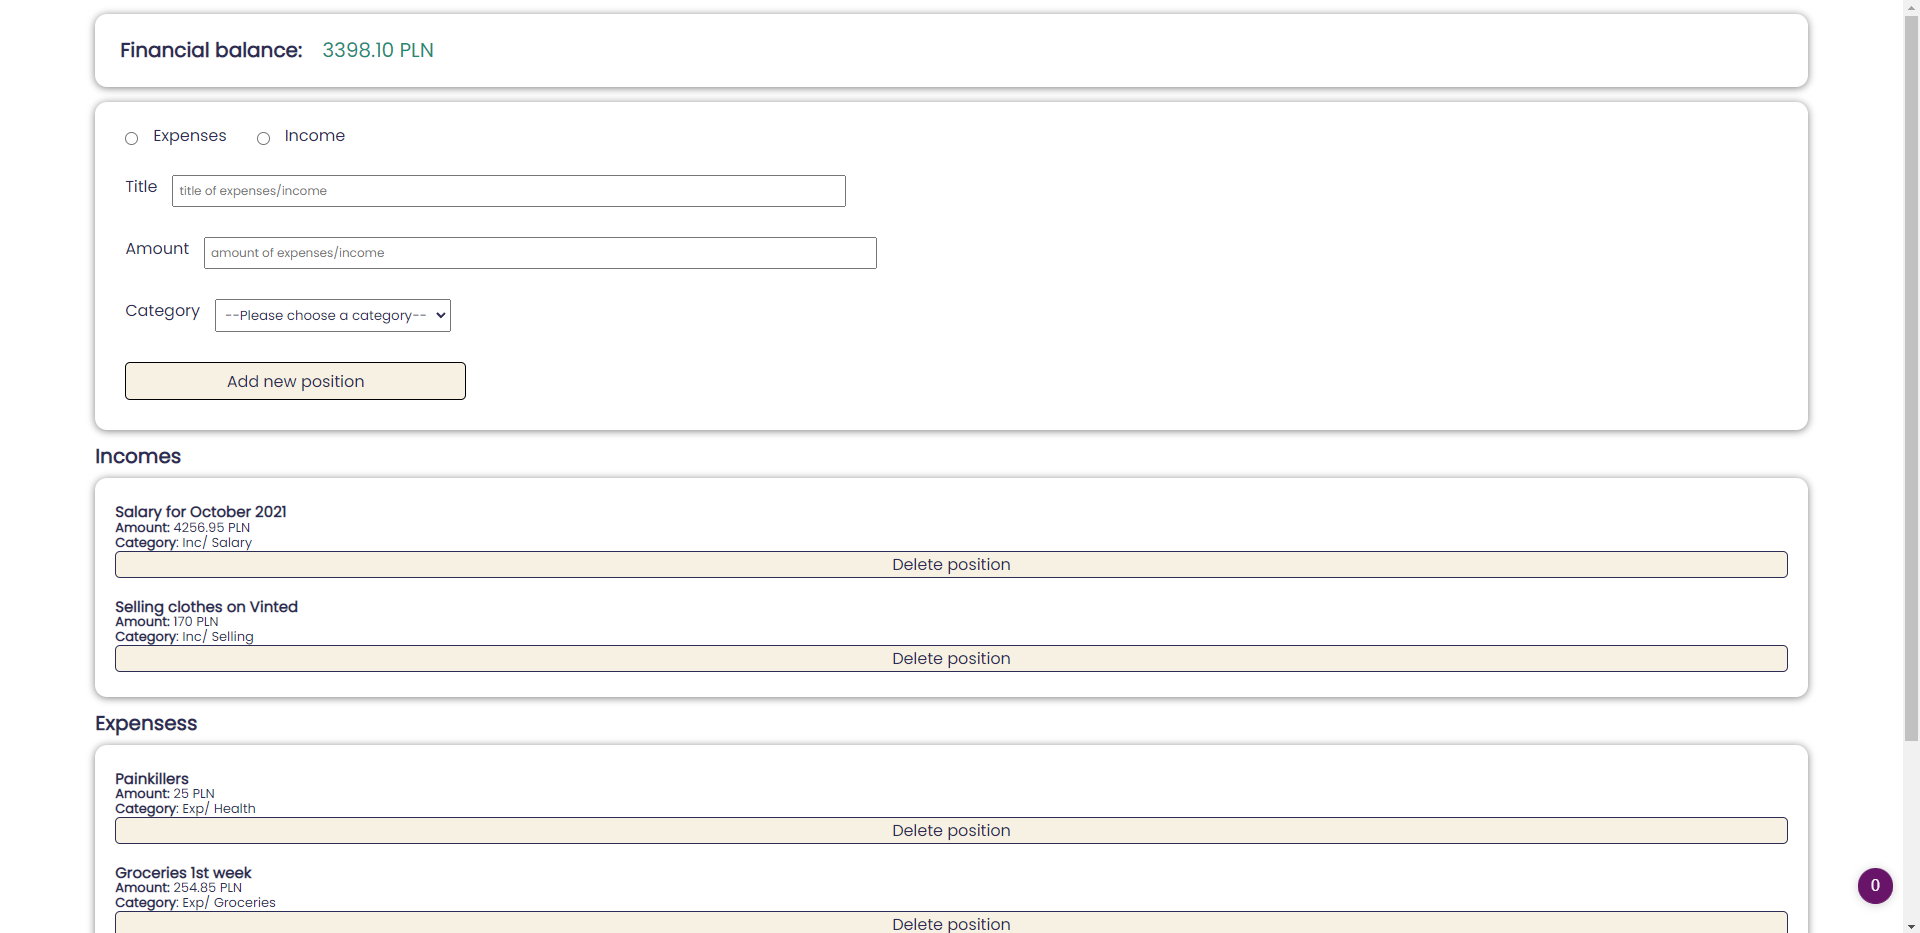 Financial balance: 3398.10 PLN
Expenses Income
Title title of expenses/income
Amount amount of expenses/income
Category --Please choose a category--
Add new position
Incomes
Salary for October 2021
Amount: 4256.95 PLN
Category: Inc/ Salary
Delete position
Selling clothes on Vinted
Amount: 170 PLN
Category: Inc/ Selling
Delete position
Expensess
Painkillers
Amount: 25 PLN
Category: Exp/ Health
Delete position
Groceries 1st week
Amount: 254.85 PLN
Category: Exp/ Groceries
Delete position
0